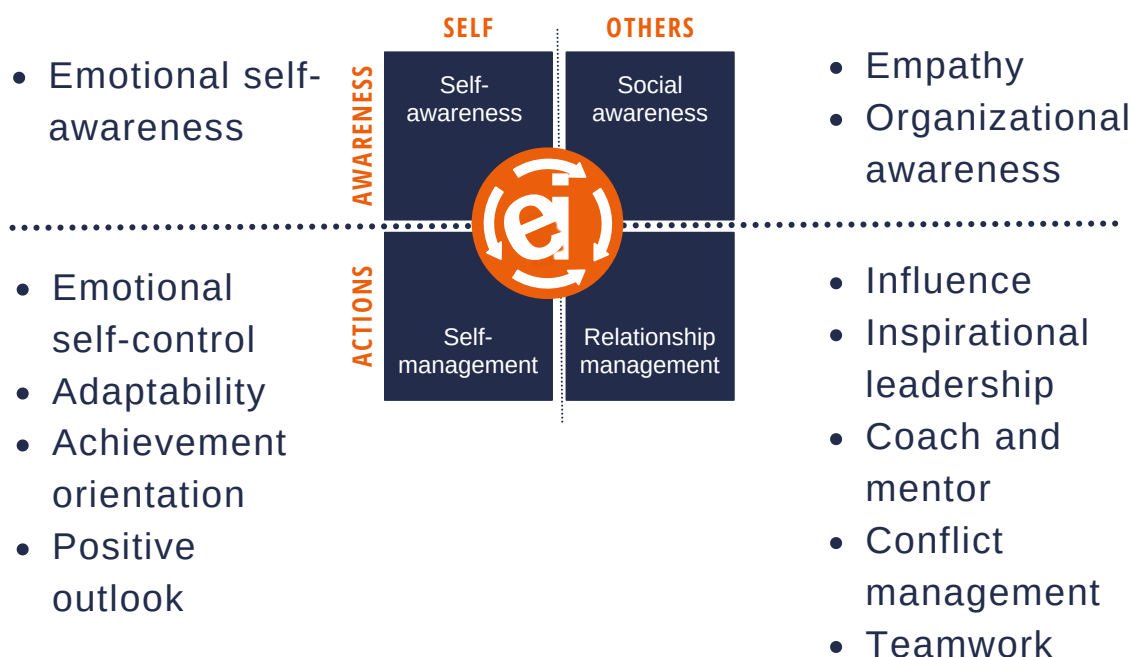 SELF
OTHERS
• Emotional self-
awareness
AWARENESS
Self-
awareness
Social
awareness
• Empathy
• Organizational
awareness
ei
• Emotional
self-control
• Adaptability
• Achievement
orientation
• Positive
outlook
ACTIONS
Self-
management
Relationship
management
• Influence
• Inspirational
leadership
• Coach and
mentor
• Conflict
management
• Teamwork